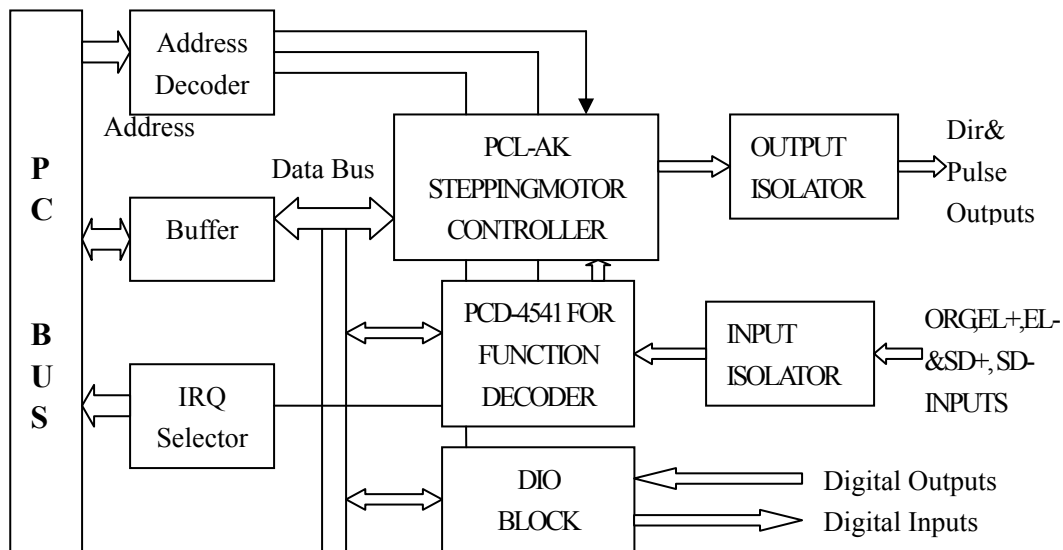 Address
Decoder
Address
P
C
B
U
S
Data Bus
Buffer
IRQ
Selector
PCL-AK
STEPPINGMOTOR
CONTROLLER
OUTPUT
ISOLATOR
Dir&
Pulse
Outputs
PCD-4541 FOR
FUNCTION
DECODER
INPUT
ISOLATOR
ORG,EL+,EL-
&SD+, SD-
INPUTS
DIO
BLOCK
Digital Outputs
Digital Inputs